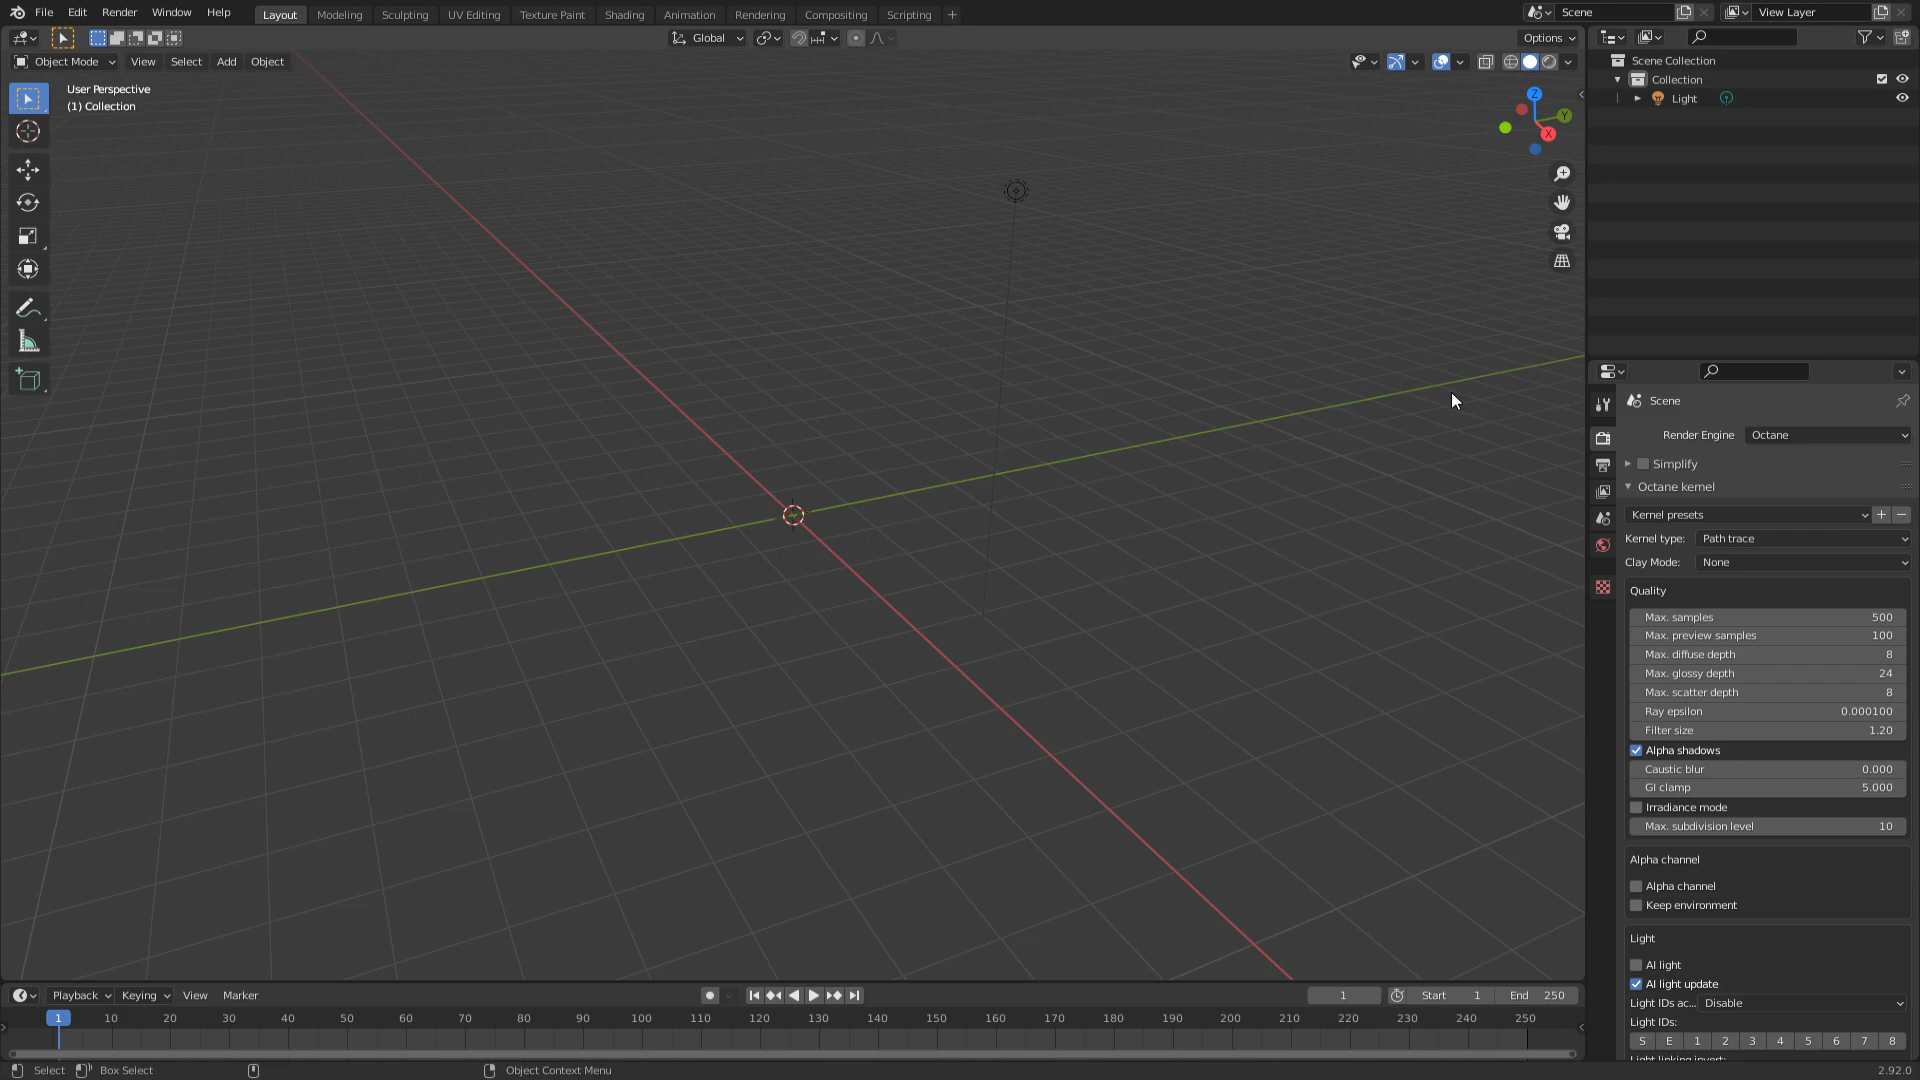 File Edit Render Window Help Layout Modeling Sculpting UV Editing Texture Paint Shading Animation Rendering Compositing Scripting + Scene View Layer
Global Options
Object Mode View Select Add Object
User Perspective
(1) Collection
Z
Y
X
Scene Collection
Collection
Light
Scene
Render Engine Octane
Simplify
Octane kernel
Kernel presets
Kernel type: Path trace
Clay Mode: None
Quality
Max. samples 500
Max. preview samples 100
Max. diffuse depth 8
Max. glossy depth 24
Max. scatter depth 8
Ray epsilon 0.000100
Filter size 1.20
Alpha shadows
Caustic blur 0.000
GI clamp 5.000
Irradiance mode
Max. subdivision level 10
Alpha channel
Alpha channel
Keep environment
Light
AI light
AI light update
Light IDs ac... Disable
Light IDs:
S E 1 2 3 4 5 6 7 8
Light linking invert:
Playback Keying View Marker 1 Start 1 End 250
1 10 20 30 40 50 60 70 80 90 100 110 120 130 140 150 160 170 180 190 200 210 220 230 240 250
Select Box Select Object Context Menu 2.92.0